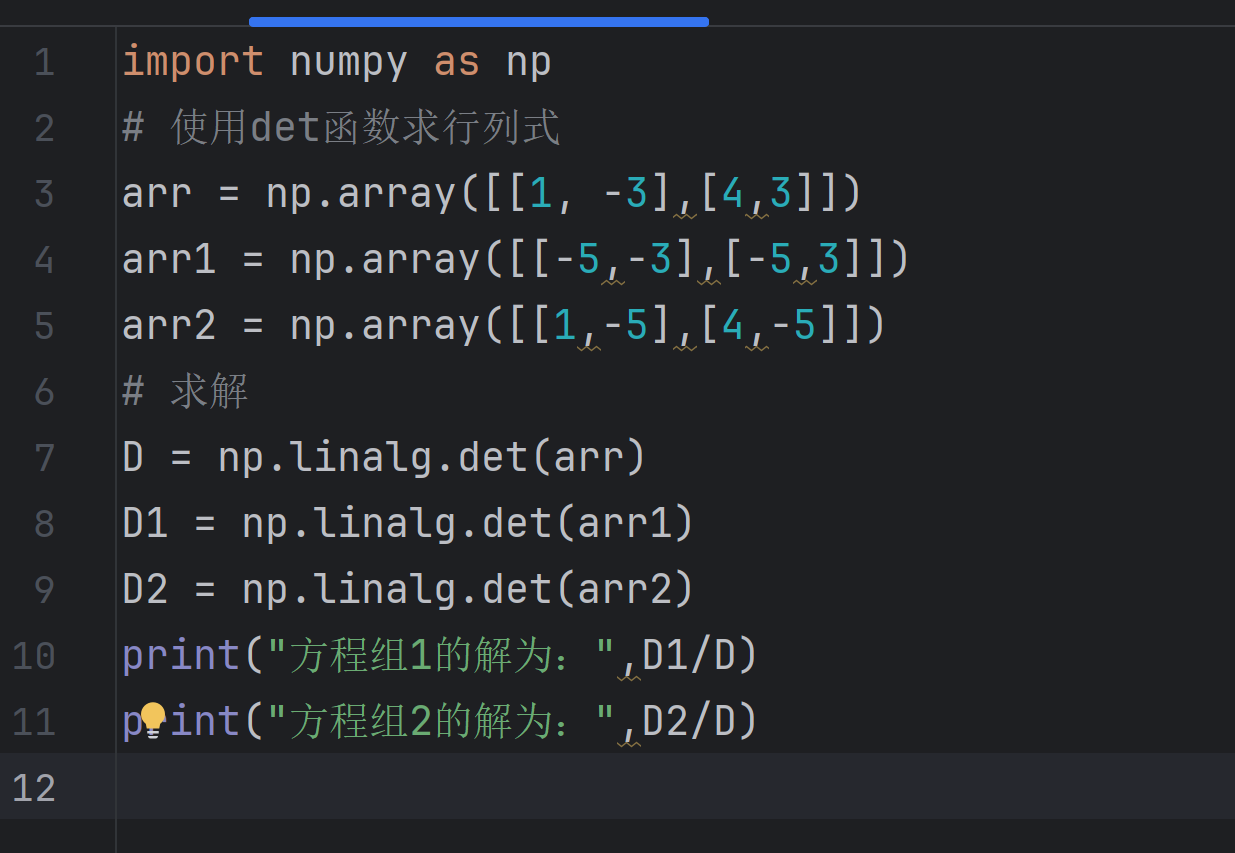 1 import numpy as np
2 # 使用det函数求行列式
3 arr = np.array([[1, -3],[4,3]])
4 arr1 = np.array([[-5,-3],[-5,3]])
5 arr2 = np.array([[1,-5],[4,-5]])
6 # 求解
7 D = np.linalg.det(arr)
8 D1 = np.linalg.det(arr1)
9 D2 = np.linalg.det(arr2)
10 print("方程组1的解为：",D1/D)
11 print("方程组2的解为：",D2/D)
12